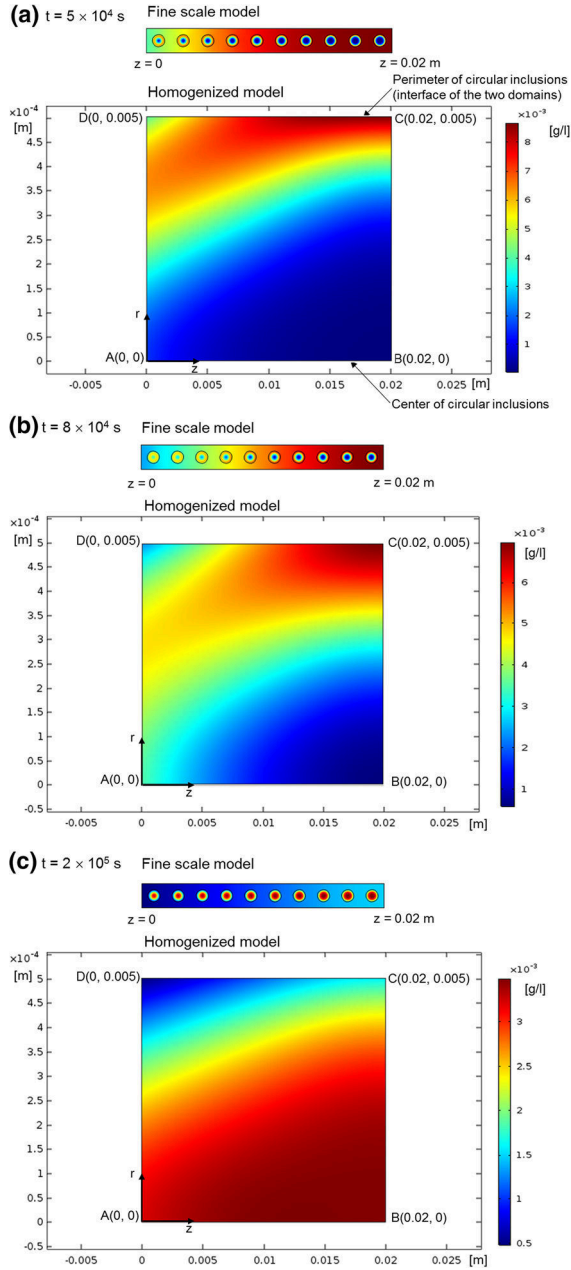 (a) t = 5 × 10⁴ s Fine scale model
z = 0 z = 0.02 m
Perimeter of circular inclusions
(interface of the two domains)
Homogenized model
×10⁻⁴
[m]
D(0, 0.005) C(0.02, 0.005)
[g/l] ×10⁻³
5
4.5
4
3.5
3
2.5
2
1.5
1
0.5
0
r
A(0, 0) z B(0.02, 0)
8
7
6
5
4
3
2
1
-0.005 0 0.005 0.01 0.015 0.02 0.025 [m]
Center of circular inclusions
(b) t = 8 × 10⁴ s Fine scale model
z = 0 z = 0.02 m
Homogenized model
×10⁻⁴
[m]
D(0, 0.005) C(0.02, 0.005)
×10⁻³
[g/l]
5
4.5
4
3.5
3
2.5
2
1.5
1
0.5
0
-0.5
r
A(0, 0) z B(0.02, 0)
6
5
4
3
2
1
-0.005 0 0.005 0.01 0.015 0.02 0.025 [m]
(c) t = 2 × 10⁵ s Fine scale model
z = 0 z = 0.02 m
Homogenized model
×10⁻⁴
[m]
D(0, 0.005) C(0.02, 0.005)
×10⁻³
[g/l]
5
4.5
4
3.5
3
2.5
2
1.5
1
0.5
0
-0.5
r
A(0, 0) z B(0.02, 0)
3
2.5
2
1.5
1
0.5
-0.005 0 0.005 0.01 0.015 0.02 0.025 [m]